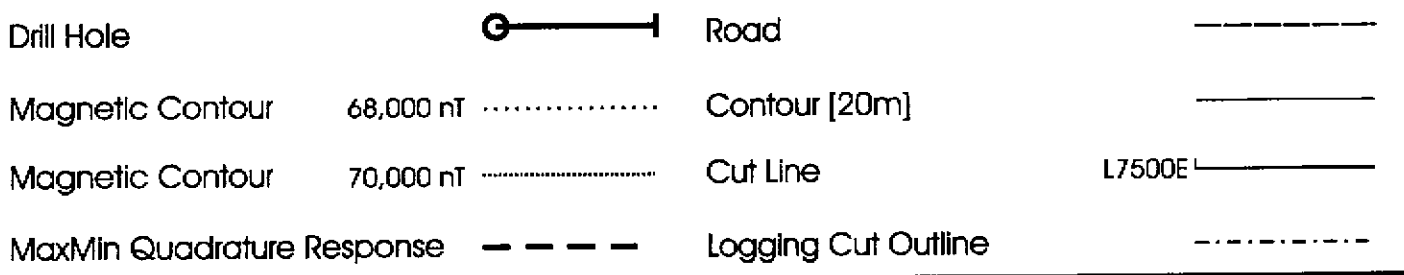 Drill Hole
Magnetic Contour 68,000 nT
Magnetic Contour 70,000 nT
MaxMin Quadrature Response
Road
Contour [20m]
Cut Line L7500E
Logging Cut Outline